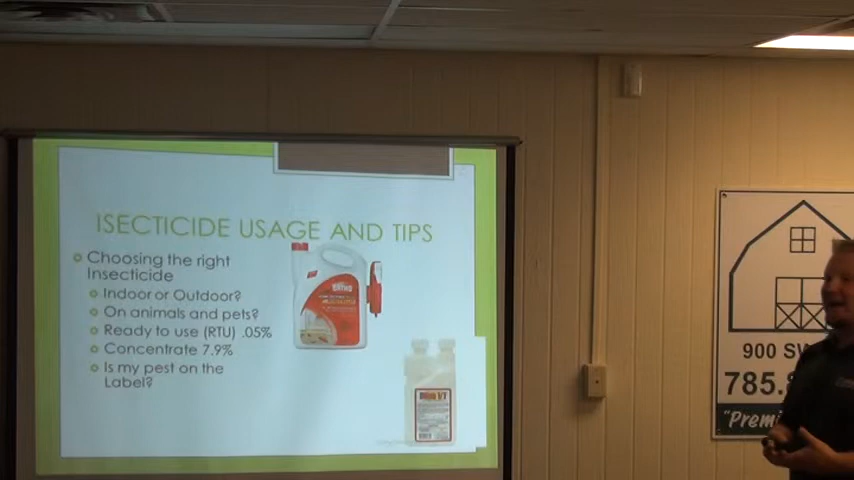 ISECTICIDE USAGE AND TIPS
Choosing the right
Insecticide
Indoor or Outdoor?
On animals and pets?
Ready to use (RTU) .05%
Concentrate 7.9%
Is my pest on the
Label?
ORTHO
900 SW
785.
"Premi